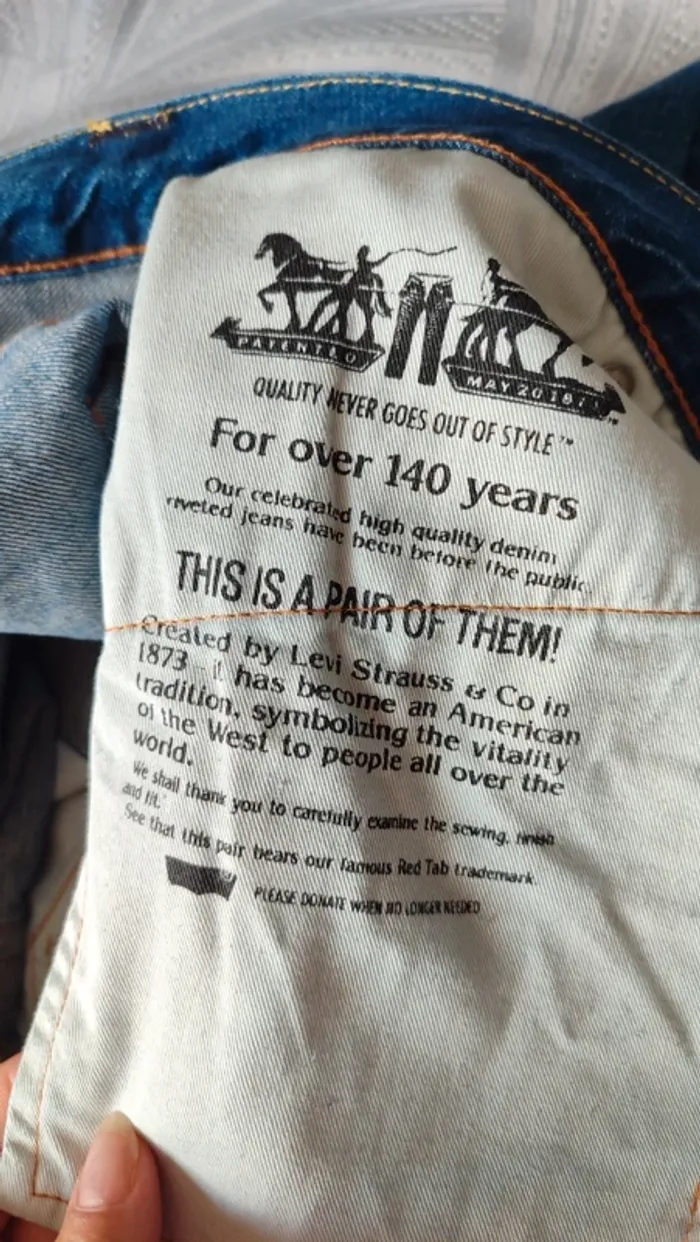 PATENTED
MAY 20 187
QUALITY NEVER GOES OUT OF STYLE™
For over 140 years
Our celebrated high quality denim
riveted jeans have been before the public
THIS IS A PAIR OF THEM!
Created by Levi Strauss & Co in
1873 - it has become an American
tradition, symbolizing the vitality
of the West to people all over the
world.
We shall thank you to carefully examine the sewing, finish
and fit.
See that this pair bears our famous Red Tab trademark.
PLEASE DONATE WHEN NO LONGER NEEDED